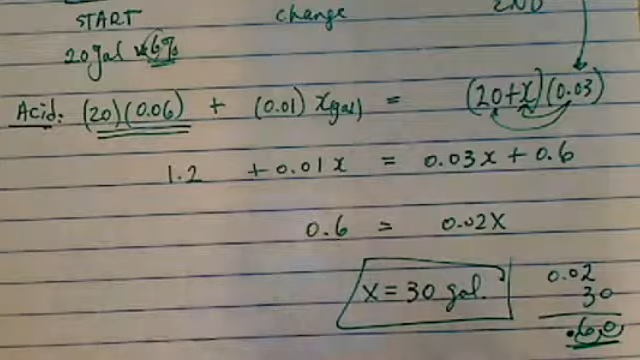 START change END
20 gal w 6%
Acid: (20)(0.06) + (0.01) x(gal) = (20+x)(0.03)
1.2 + 0.01x = 0.03x + 0.6
0.6 = 0.02x
x = 30 gal. 0.02
30
.60